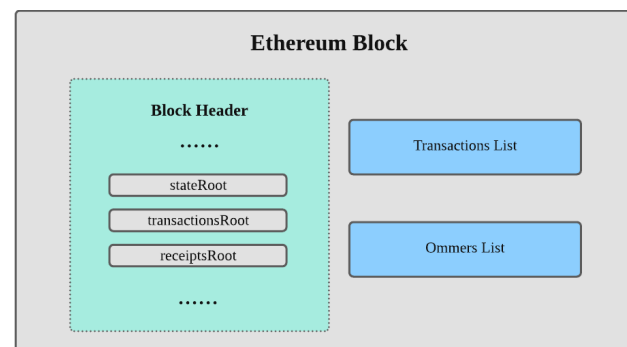 Ethereum Block
Block Header
......
stateRoot
transactionsRoot
receiptsRoot
......
Transactions List
Ommers List